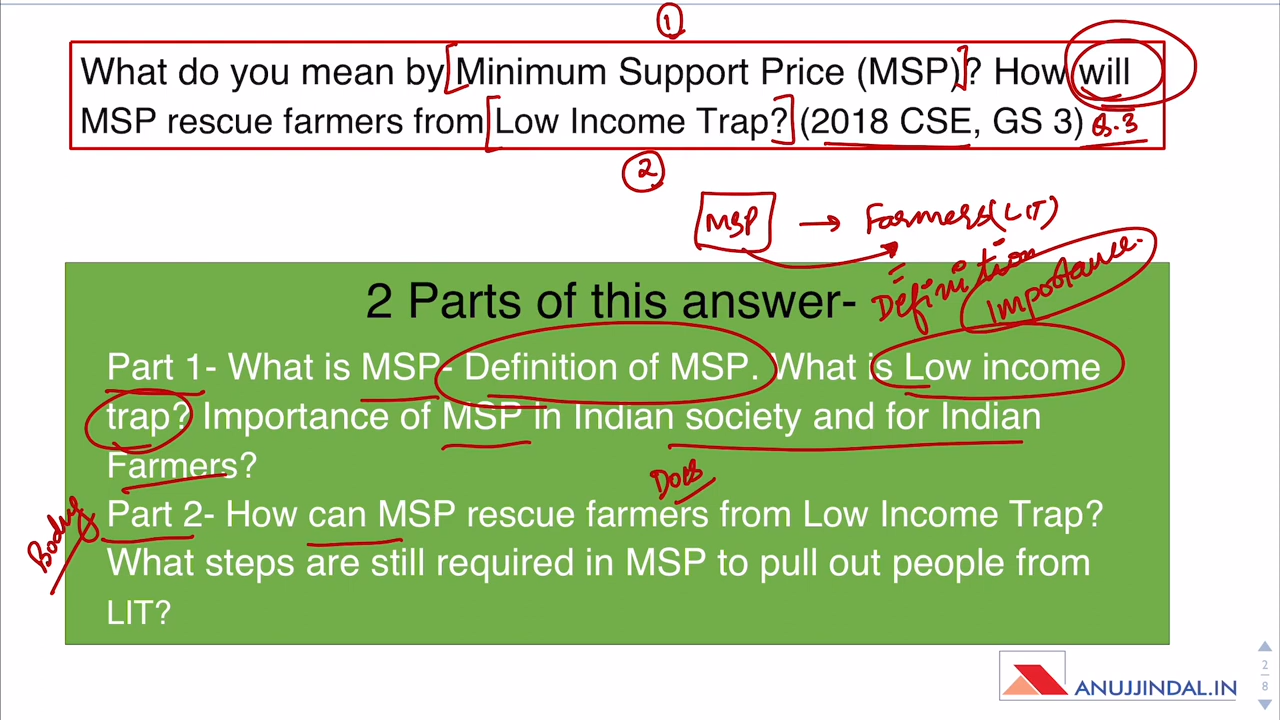 1
What do you mean by [Minimum Support Price (MSP)]? How will
MSP rescue farmers from [Low Income Trap?] (2018 CSE, GS 3) Q.3
2
MSP → Farmers (LIT)
Definition
Importance.
2 Parts of this answer-
Part 1- What is MSP- Definition of MSP. What is Low income
trap? Importance of MSP in Indian society and for Indian
Farmers?
Does
Body
Part 2- How can MSP rescue farmers from Low Income Trap?
What steps are still required in MSP to pull out people from
LIT?
ANUJJINDAL.IN
2
8